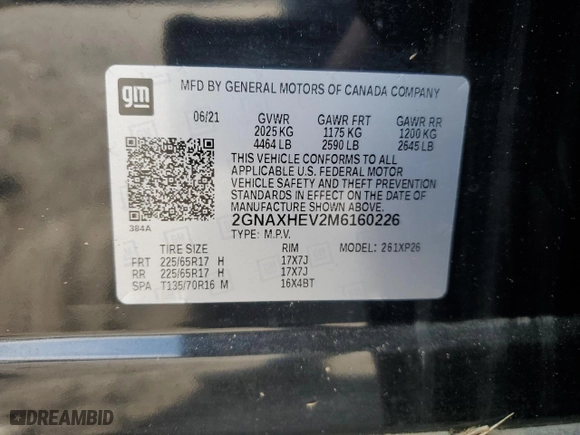 gm
MFD BY GENERAL MOTORS OF CANADA COMPANY
06/21 GVWR GAWR FRT GAWR RR
2025 KG 1175 KG 1200 KG
4464 LB 2590 LB 2645 LB
THIS VEHICLE CONFORMS TO ALL
APPLICABLE U.S. FEDERAL MOTOR
VEHICLE SAFETY AND THEFT PREVENTION
STANDARDS IN EFFECT ON THE DATE OF
MANUFACTURE SHOWN ABOVE.
384A
2GNAXHEV2M6160226
TYPE: M.P.V.
TIRE SIZE RIM MODEL: 261XP26
FRT 225/65R17 H 17X7J
RR 225/65R17 H 17X7J
SPA T135/70R16 M 16X4BT
DREAMBID